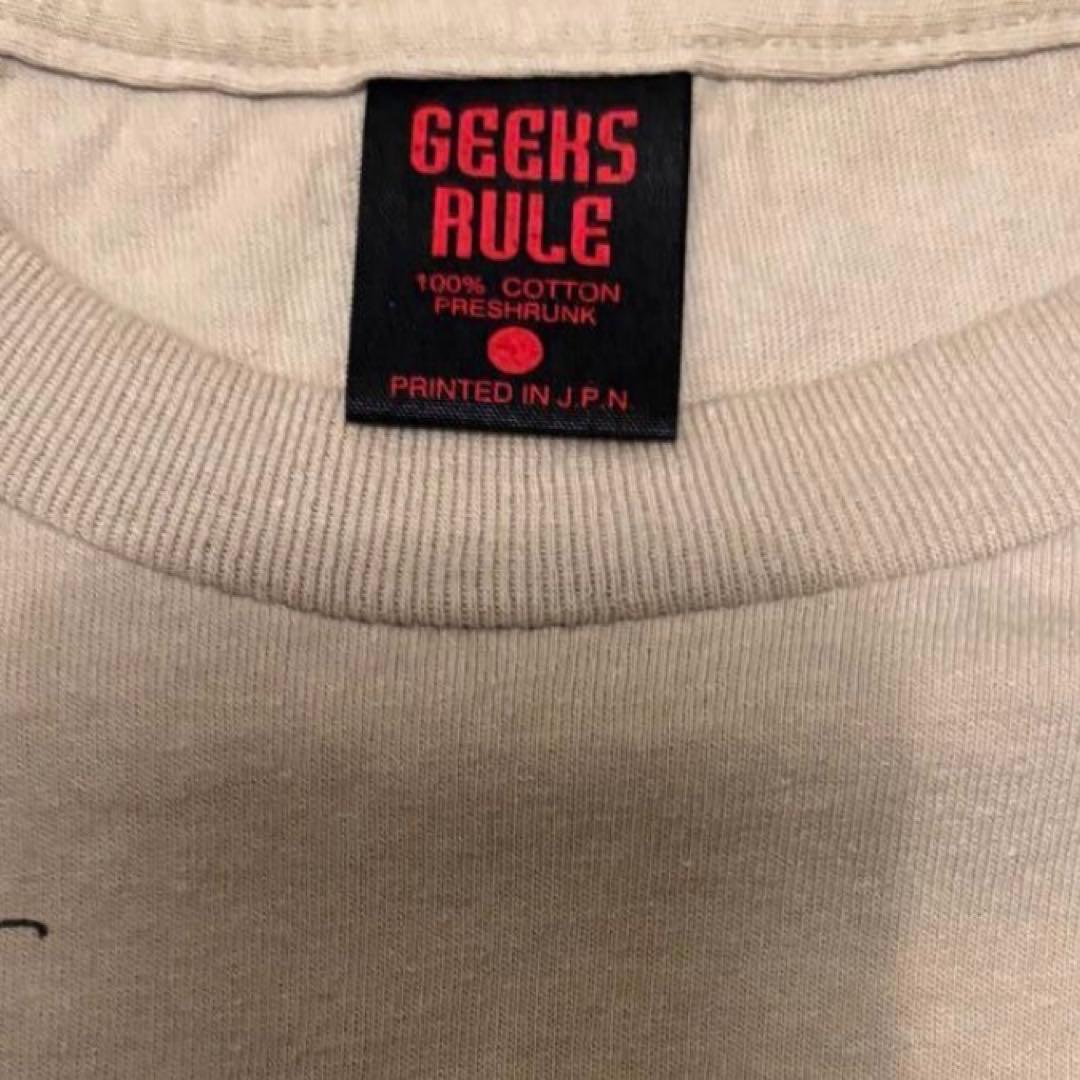 GEEKS
RULE
100% COTTON
PRESHRUNK
PRINTED IN J.P.N.